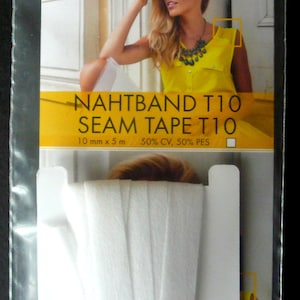 NAHTBAND T10
SEAM TAPE T10
10 mm x 5 m 50% CV, 50% PES